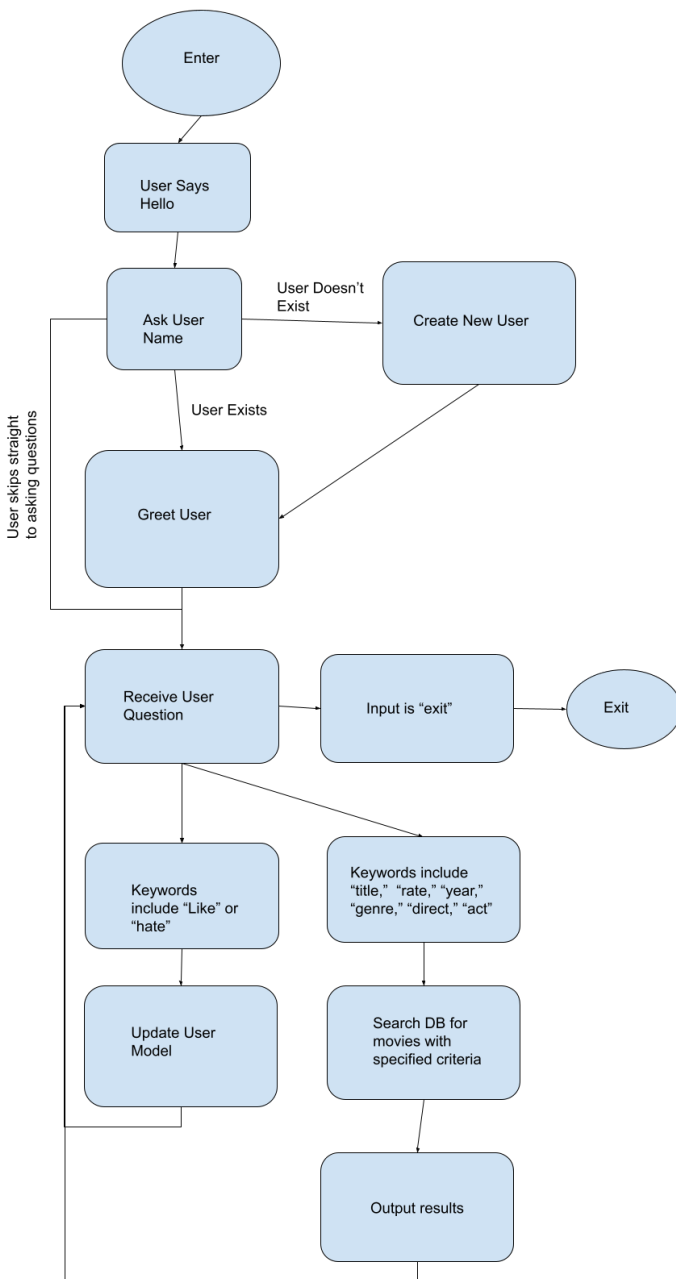 Enter
User Says
Hello
User Doesn’t
Exist
Ask User
Name
Create New User
User Exists
User skips straight
to asking questions
Greet User
Receive User
Question
Input is “exit”
Exit
Keywords
include “Like” or
“hate”
Keywords include
“title,” “rate,” “year,”
“genre,” “direct,” “act”
Update User
Model
Search DB for
movies with
specified criteria
Output results